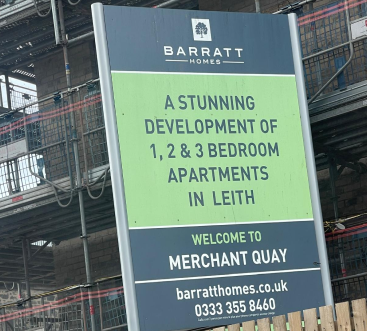 BARRATT
HOMES
A STUNNING
DEVELOPMENT OF
1, 2 & 3 BEDROOM
APARTMENTS
IN LEITH
WELCOME TO
MERCHANT QUAY
barratthomes.co.uk
0333 355 8460